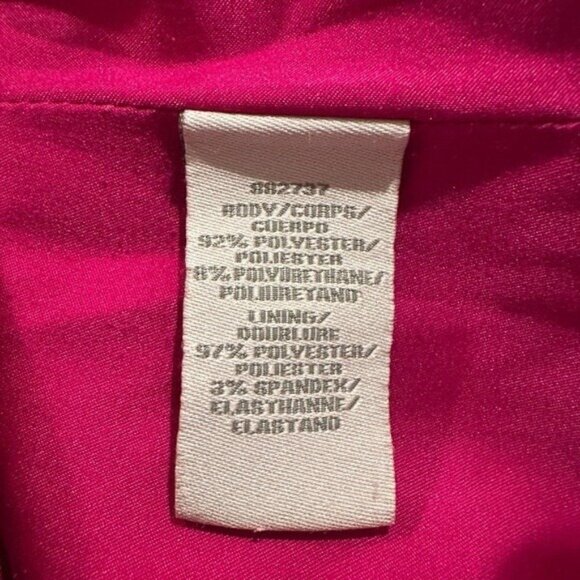 882737
BODY/CORPS/
CUERPO
92% POLYESTER/
POLIESTER
8% POLYURETHANE/
POLIURETANO
LINING/
DOUBLURE
97% POLYESTER/
POLIESTER
3% SPANDEX/
ELASTHANNE/
ELASTANO